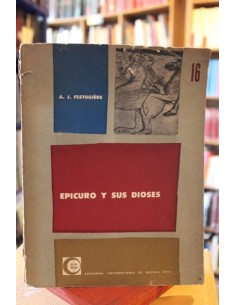 16
A. J. FESTUGIÈRE
EPICURO Y SUS DIOSES
EDITORIAL UNIVERSITARIA DE BUENOS AIRES